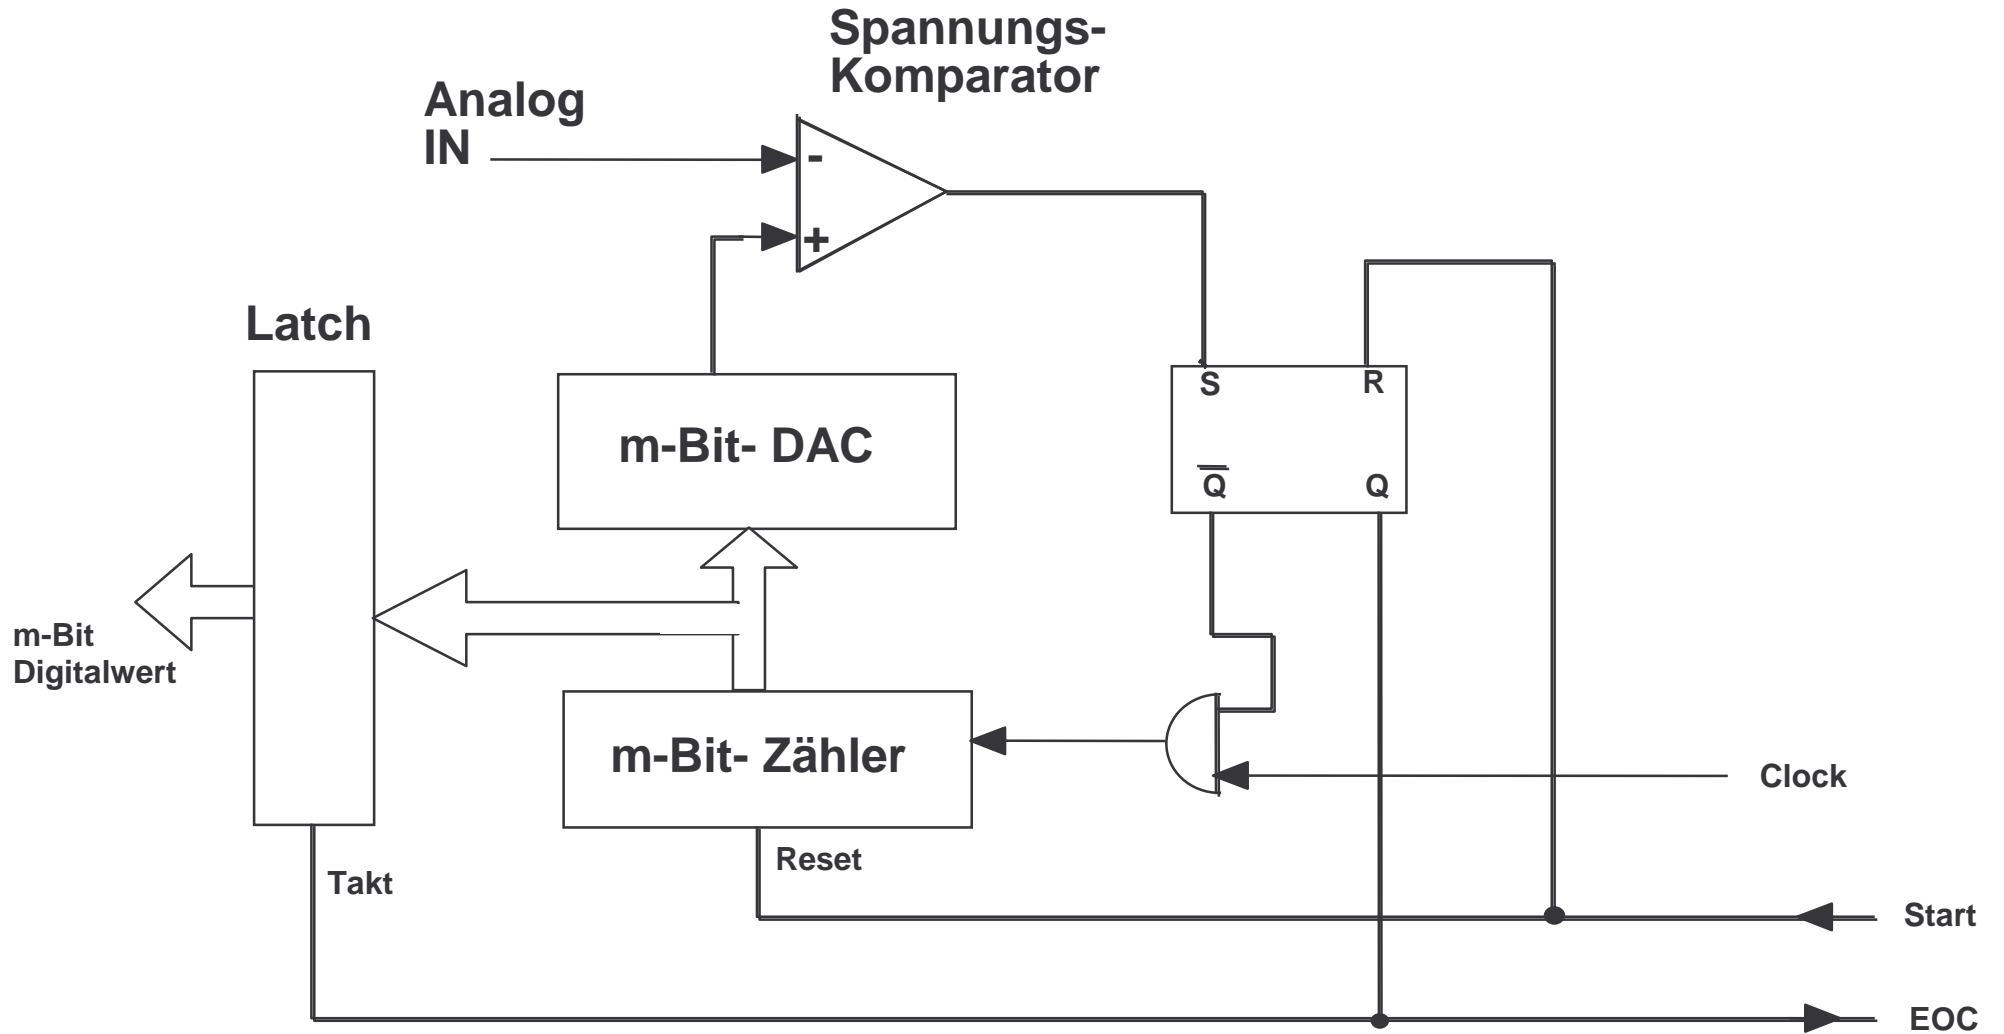 Spannungs-
Komparator
Analog
IN
-
+
Latch
S
R
m-Bit- DAC
Q
Q
m-Bit
Digitalwert
m-Bit- Zähler
Clock
Reset
Takt
Start
EOC